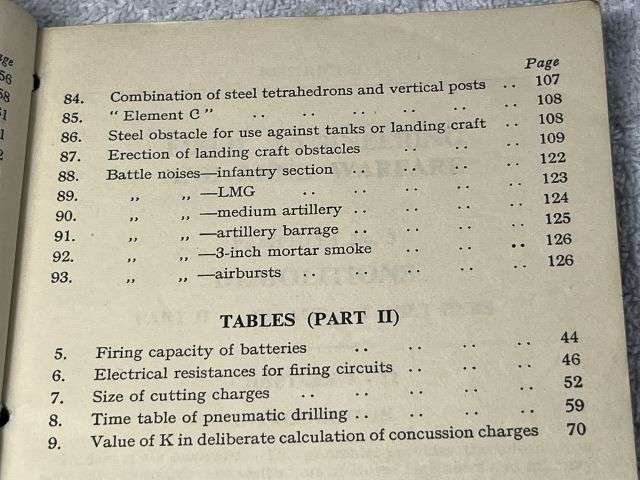 Page
84. Combination of steel tetrahedrons and vertical posts .. 107
85. " Element C " .. .. .. .. .. .. 108
86. Steel obstacle for use against tanks or landing craft .. 108
87. Erection of landing craft obstacles .. .. .. 109
88. Battle noises—infantry section .. .. .. .. 122
89. ,, ,, —LMG .. .. .. .. .. 123
90. ,, ,, —medium artillery .. .. .. .. 124
91. ,, ,, —artillery barrage .. .. .. .. 125
92. ,, ,, —3-inch mortar smoke .. .. .. 126
93. ,, ,, —airbursts .. .. .. .. .. 126
TABLES (PART II)
5. Firing capacity of batteries .. .. .. .. 44
6. Electrical resistances for firing circuits .. .. .. 46
7. Size of cutting charges .. .. .. .. .. 52
8. Time table of pneumatic drilling .. .. .. .. 59
9. Value of K in deliberate calculation of concussion charges 70